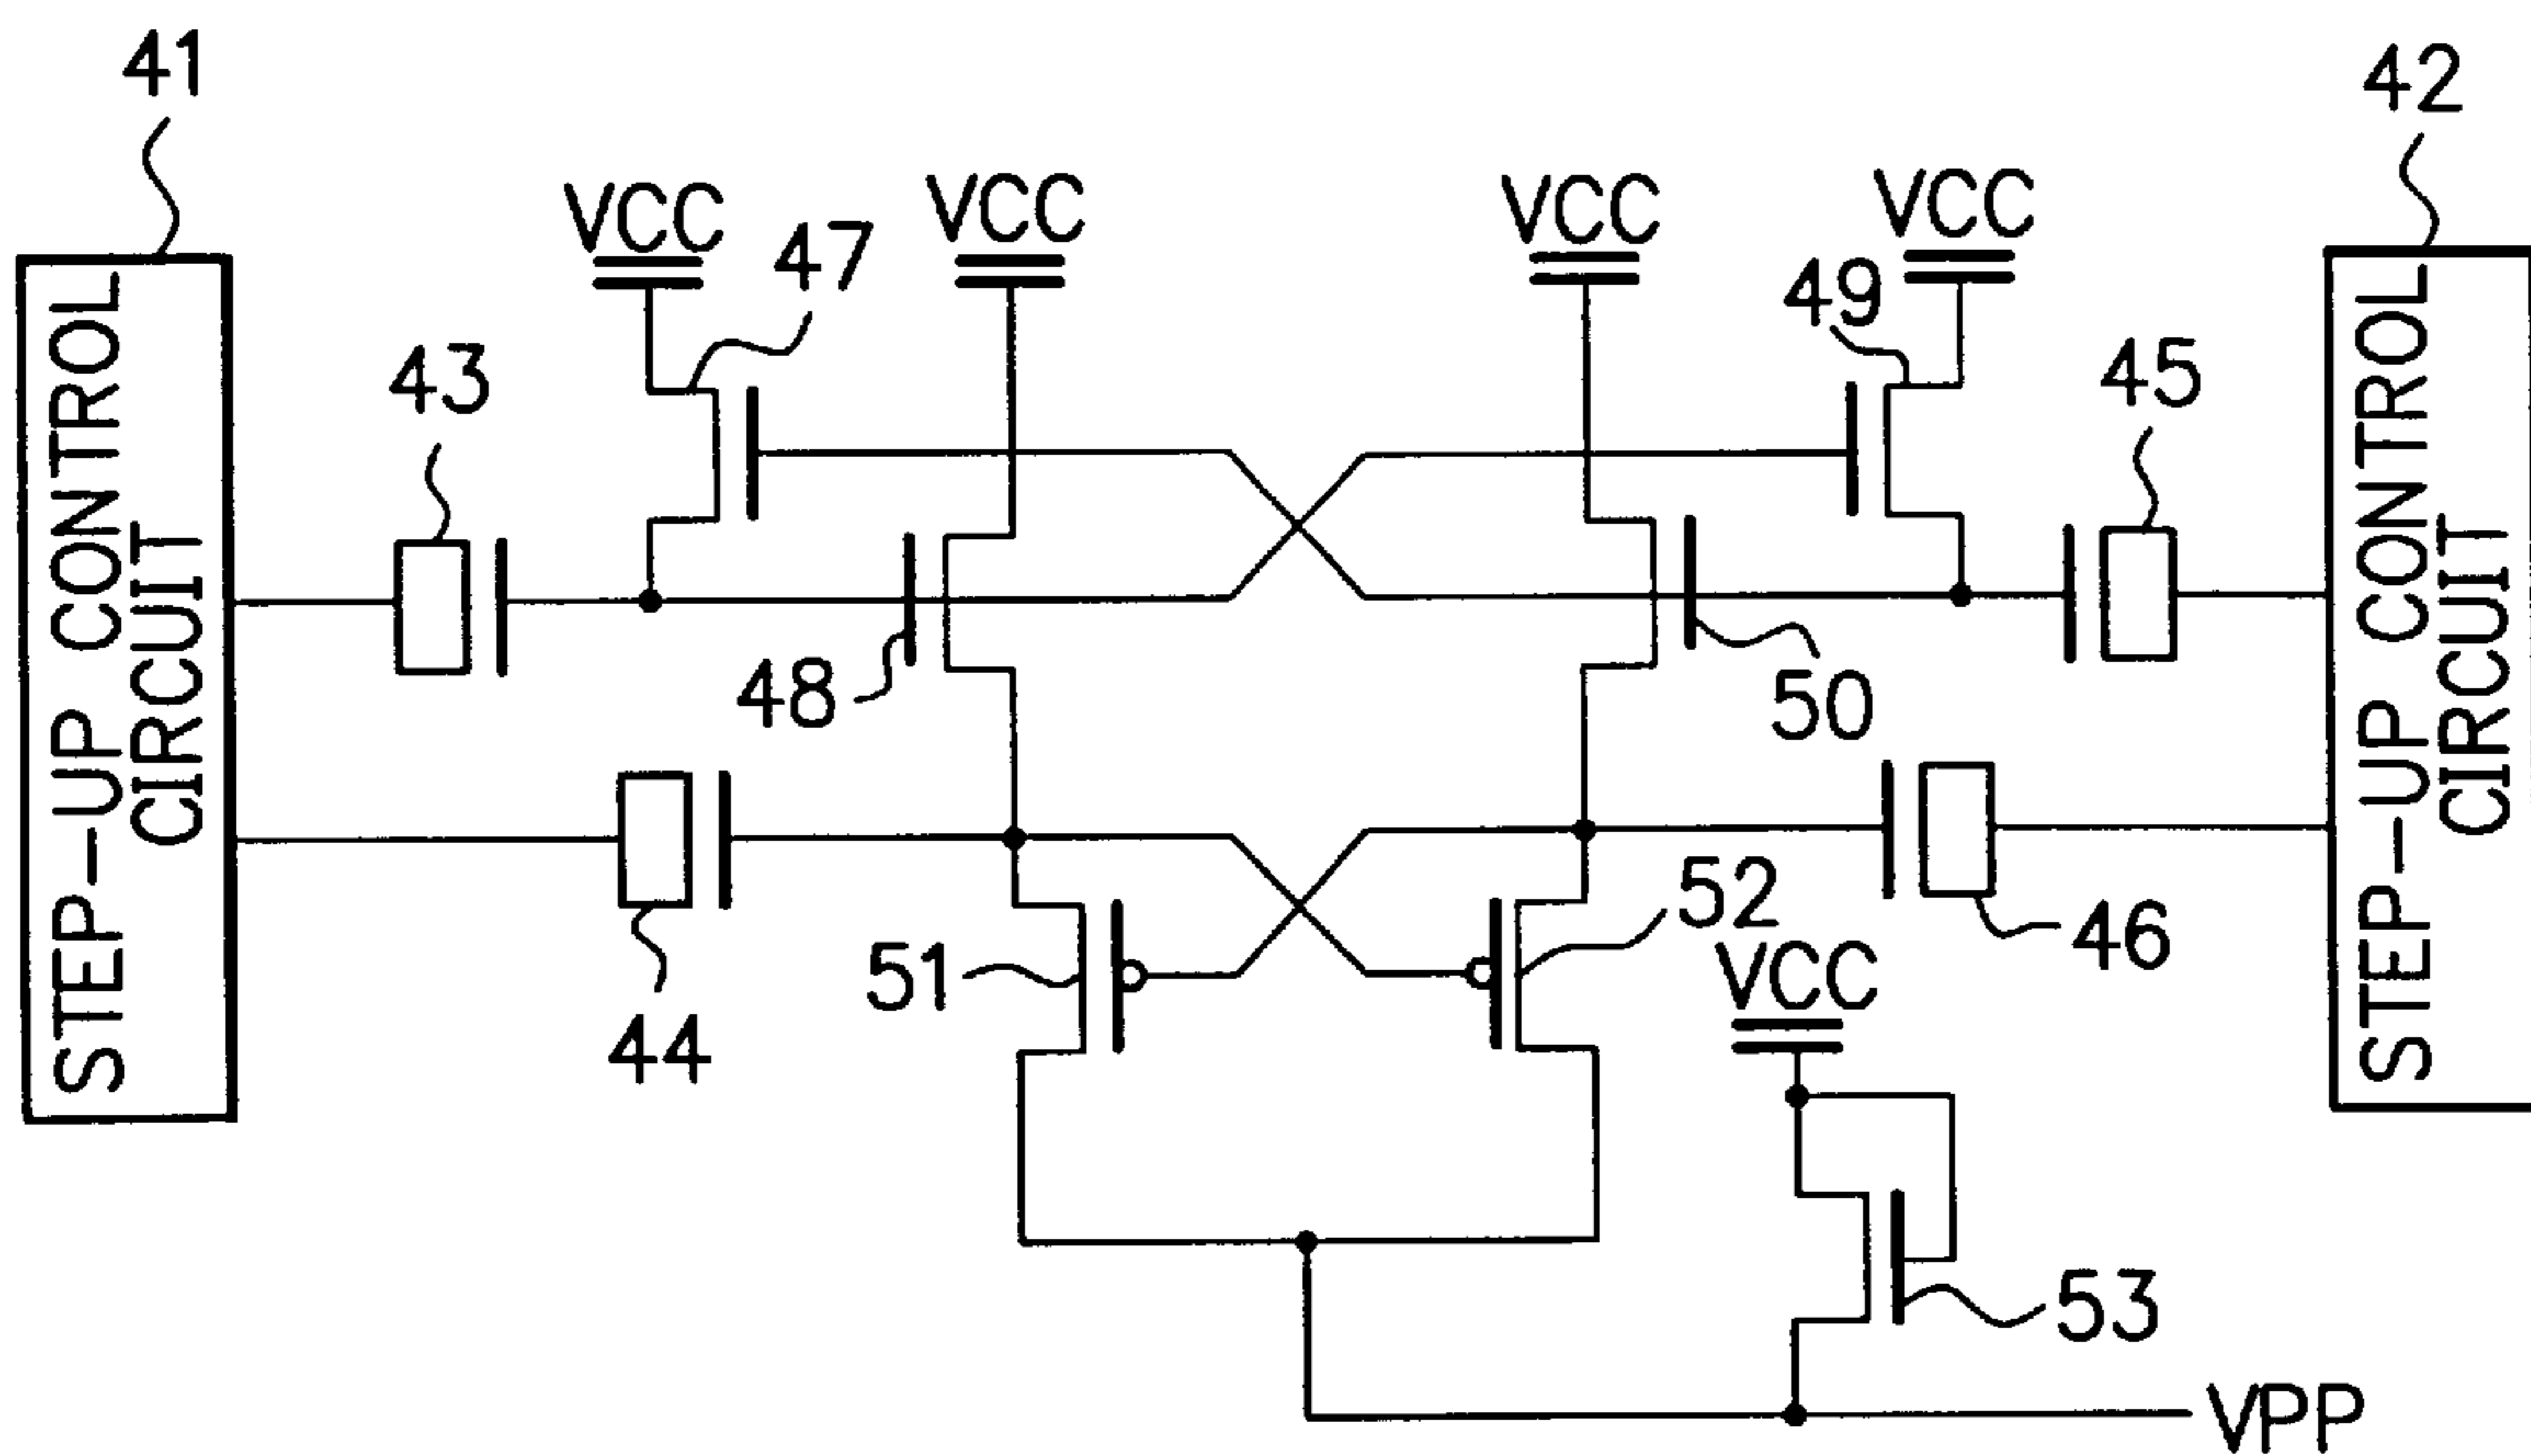 41
42
VCC
VCC
VCC
VCC
47
49
43
45
STEP-UP CONTROL
CIRCUIT
STEP-UP CONTROL
CIRCUIT
48
50
44
51
52
46
VCC
53
VPP